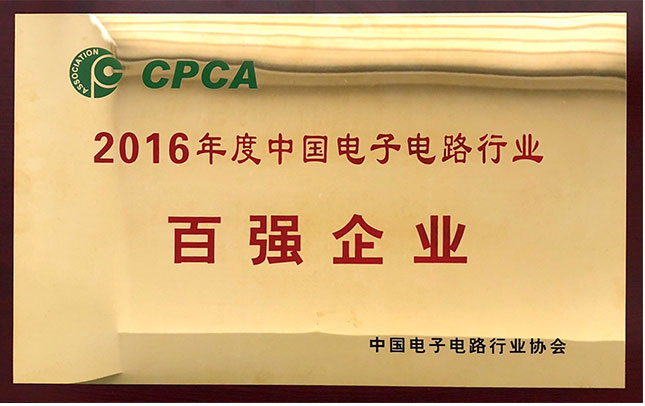 ASSOCIATION
CPCA
2016年度中国电子电路行业
百强企业
中国电子电路行业协会